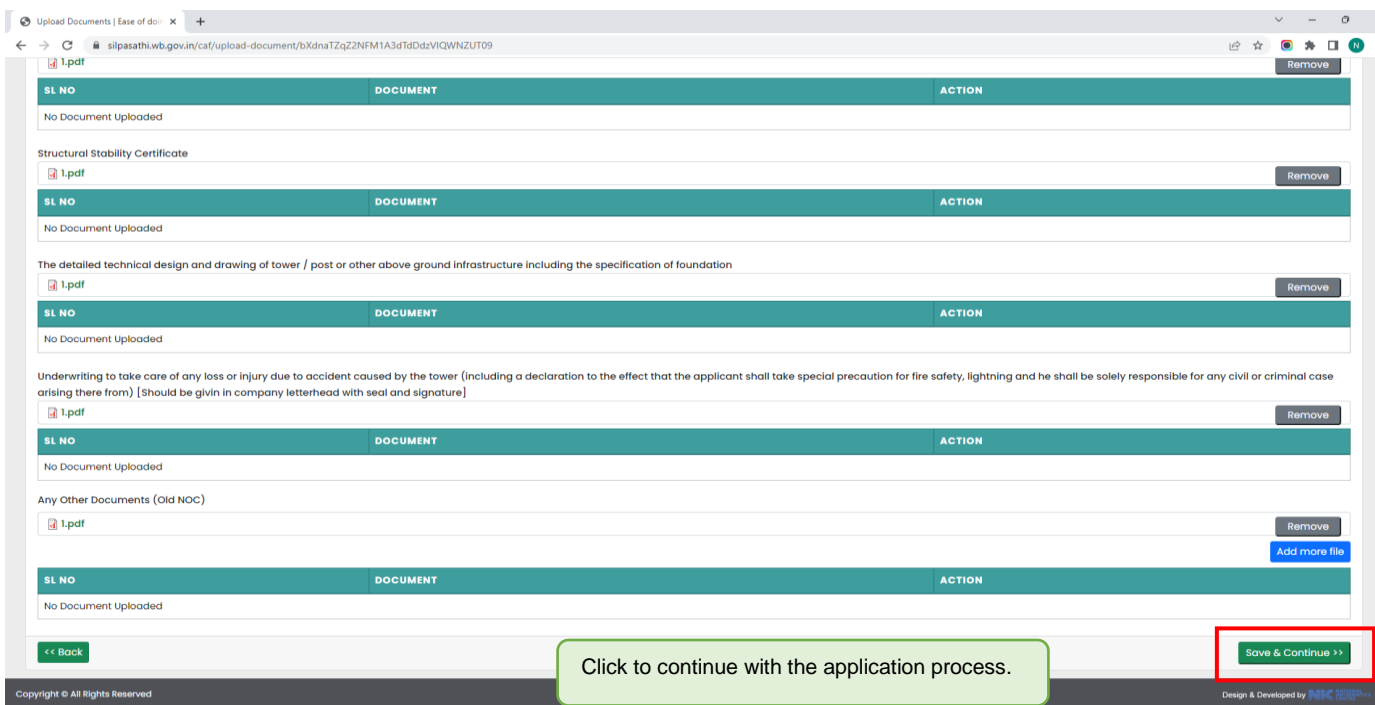 Upload Documents | Ease of doi
silpasathi.wb.gov.in/caf/upload-document/bXdnaTZqZ2NFM1A3dTdDdzVIQWNZUT09
N
1.pdf
Remove
SL NO DOCUMENT ACTION
No Document Uploaded
Structural Stability Certificate
1.pdf
Remove
SL NO DOCUMENT ACTION
No Document Uploaded
The detailed technical design and drawing of tower / post or other above ground infrastructure including the specification of foundation
1.pdf
Remove
SL NO DOCUMENT ACTION
No Document Uploaded
Underwriting to take care of any loss or injury due to accident caused by the tower (including a declaration to the effect that the applicant shall take special precaution for fire safety, lightning and he shall be solely responsible for any civil or criminal case
arising there from) [Should be givin in company letterhead with seal and signature]
1.pdf
Remove
SL NO DOCUMENT ACTION
No Document Uploaded
Any Other Documents (Old NOC)
1.pdf
Remove
Add more file
SL NO DOCUMENT ACTION
No Document Uploaded
<< Back
Click to continue with the application process.
Save & Continue >>
Copyright © All Rights Reserved
Design & Developed by NIC